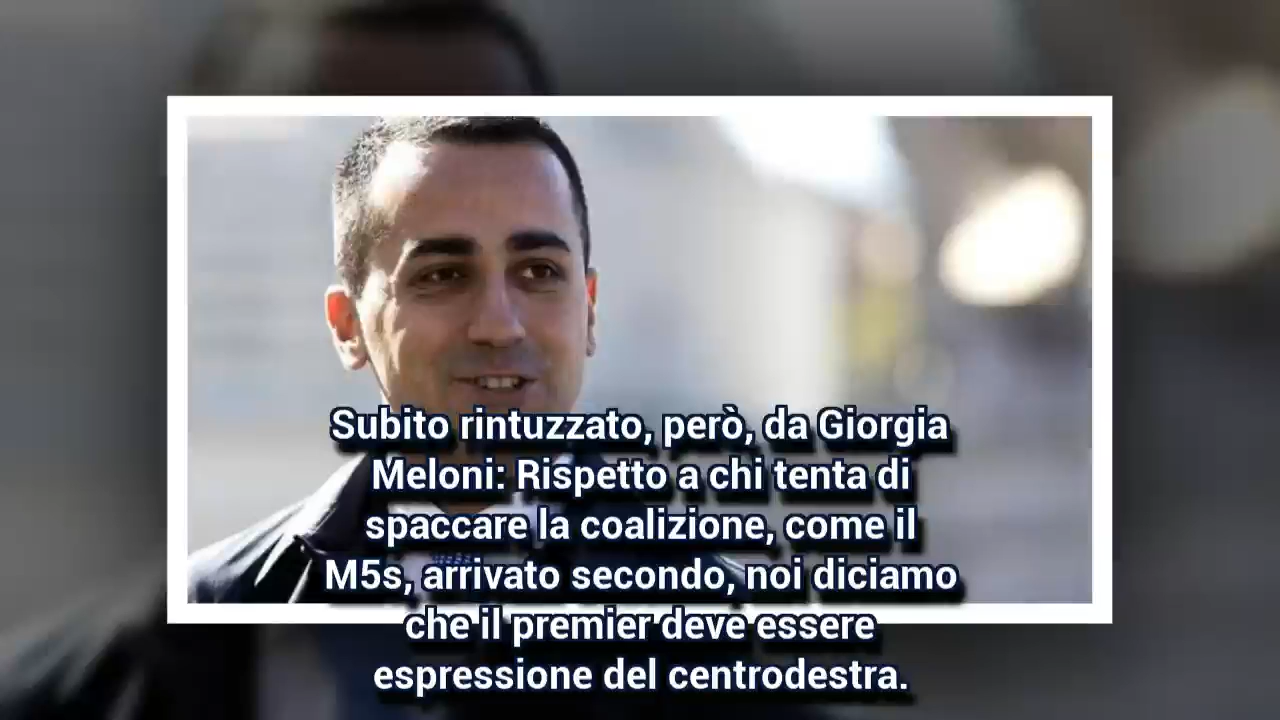 Subito rintuzzato, però, da Giorgia
Meloni: Rispetto a chi tenta di
spaccare la coalizione, come il
M5s, arrivato secondo, noi diciamo
che il premier deve essere
espressione del centrodestra.